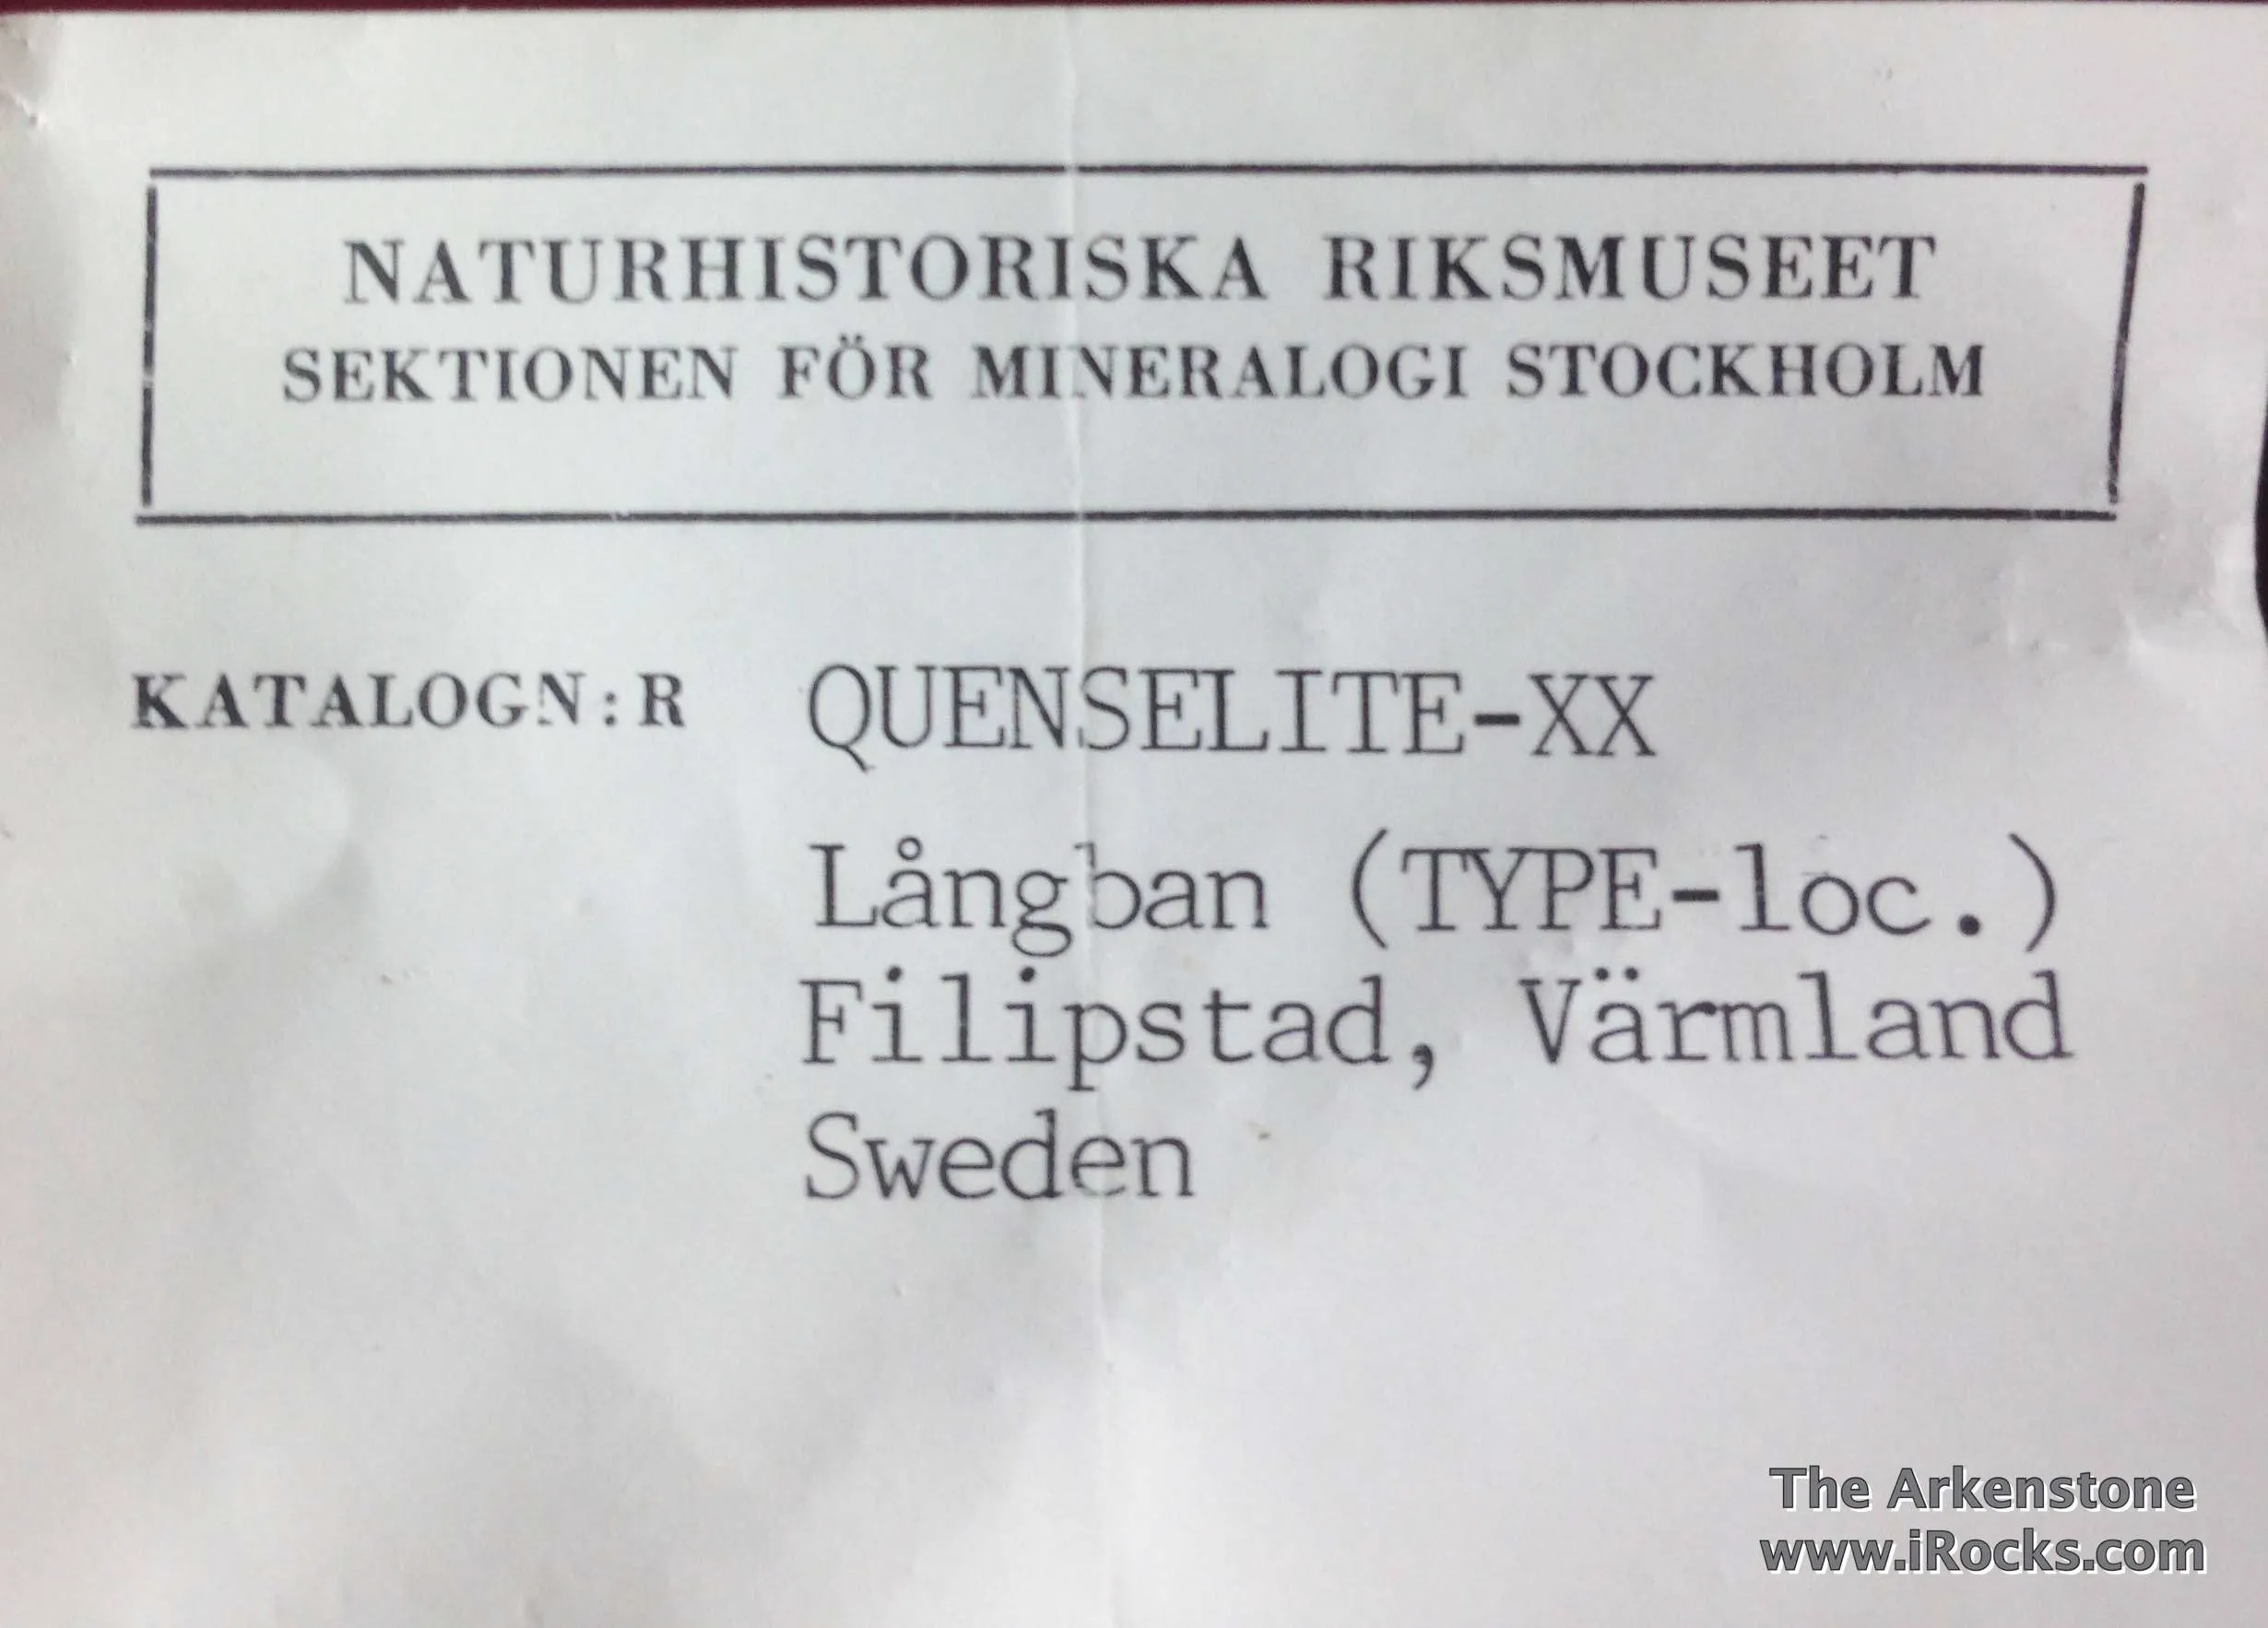 NATURHISTORISKA RIKSMUSEET
SEKTIONEN FÖR MINERALOGI STOCKHOLM
KATALOGN:R QUENSELITE-XX
Långban (TYPE-loc.)
Filipstad, Värmland
Sweden
The Arkenstone
www.iRocks.com